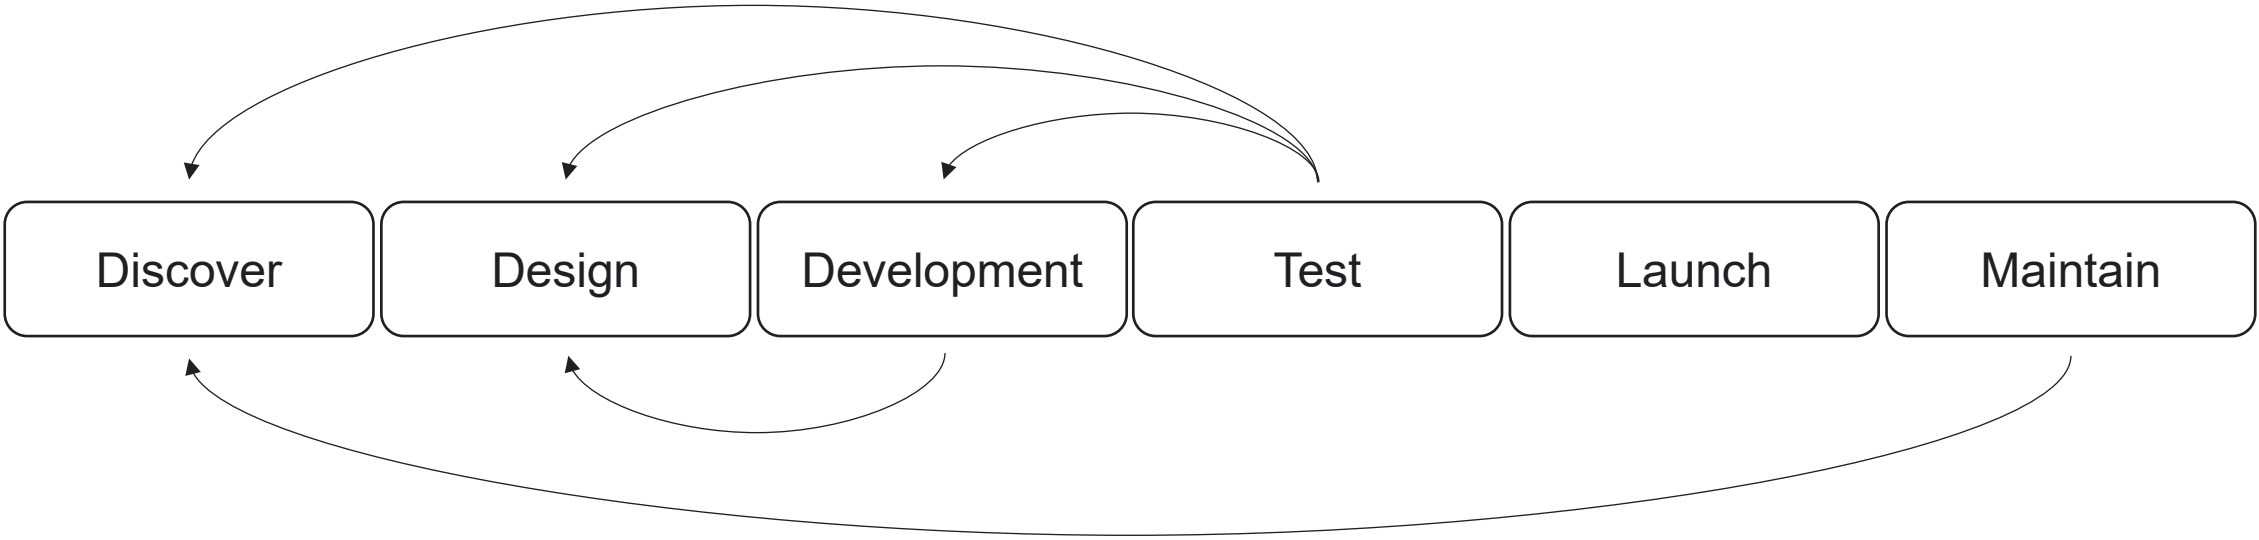 Discover
Design
Development
Test
Launch
Maintain